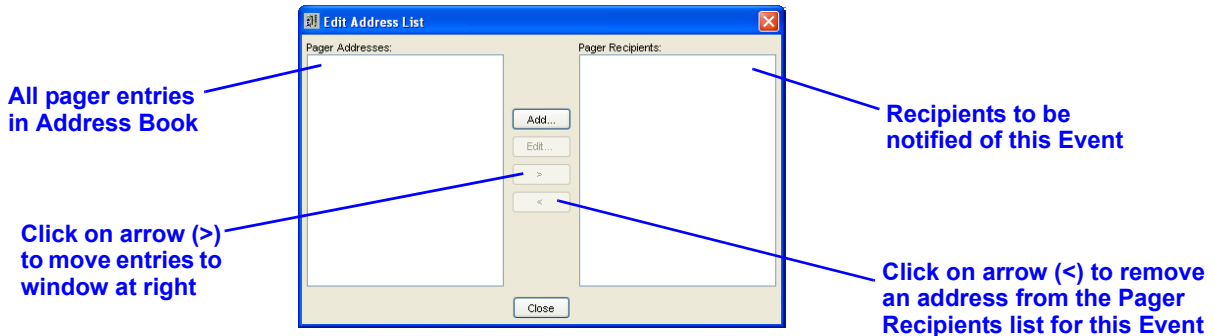 Edit Address List
Pager Addresses:
Pager Recipients:
All pager entries
in Address Book
Recipients to be
notified of this Event
Add...
Edit...
>
<
Click on arrow (>)
to move entries to
window at right
Click on arrow (<) to remove
an address from the Pager
Recipients list for this Event
Close